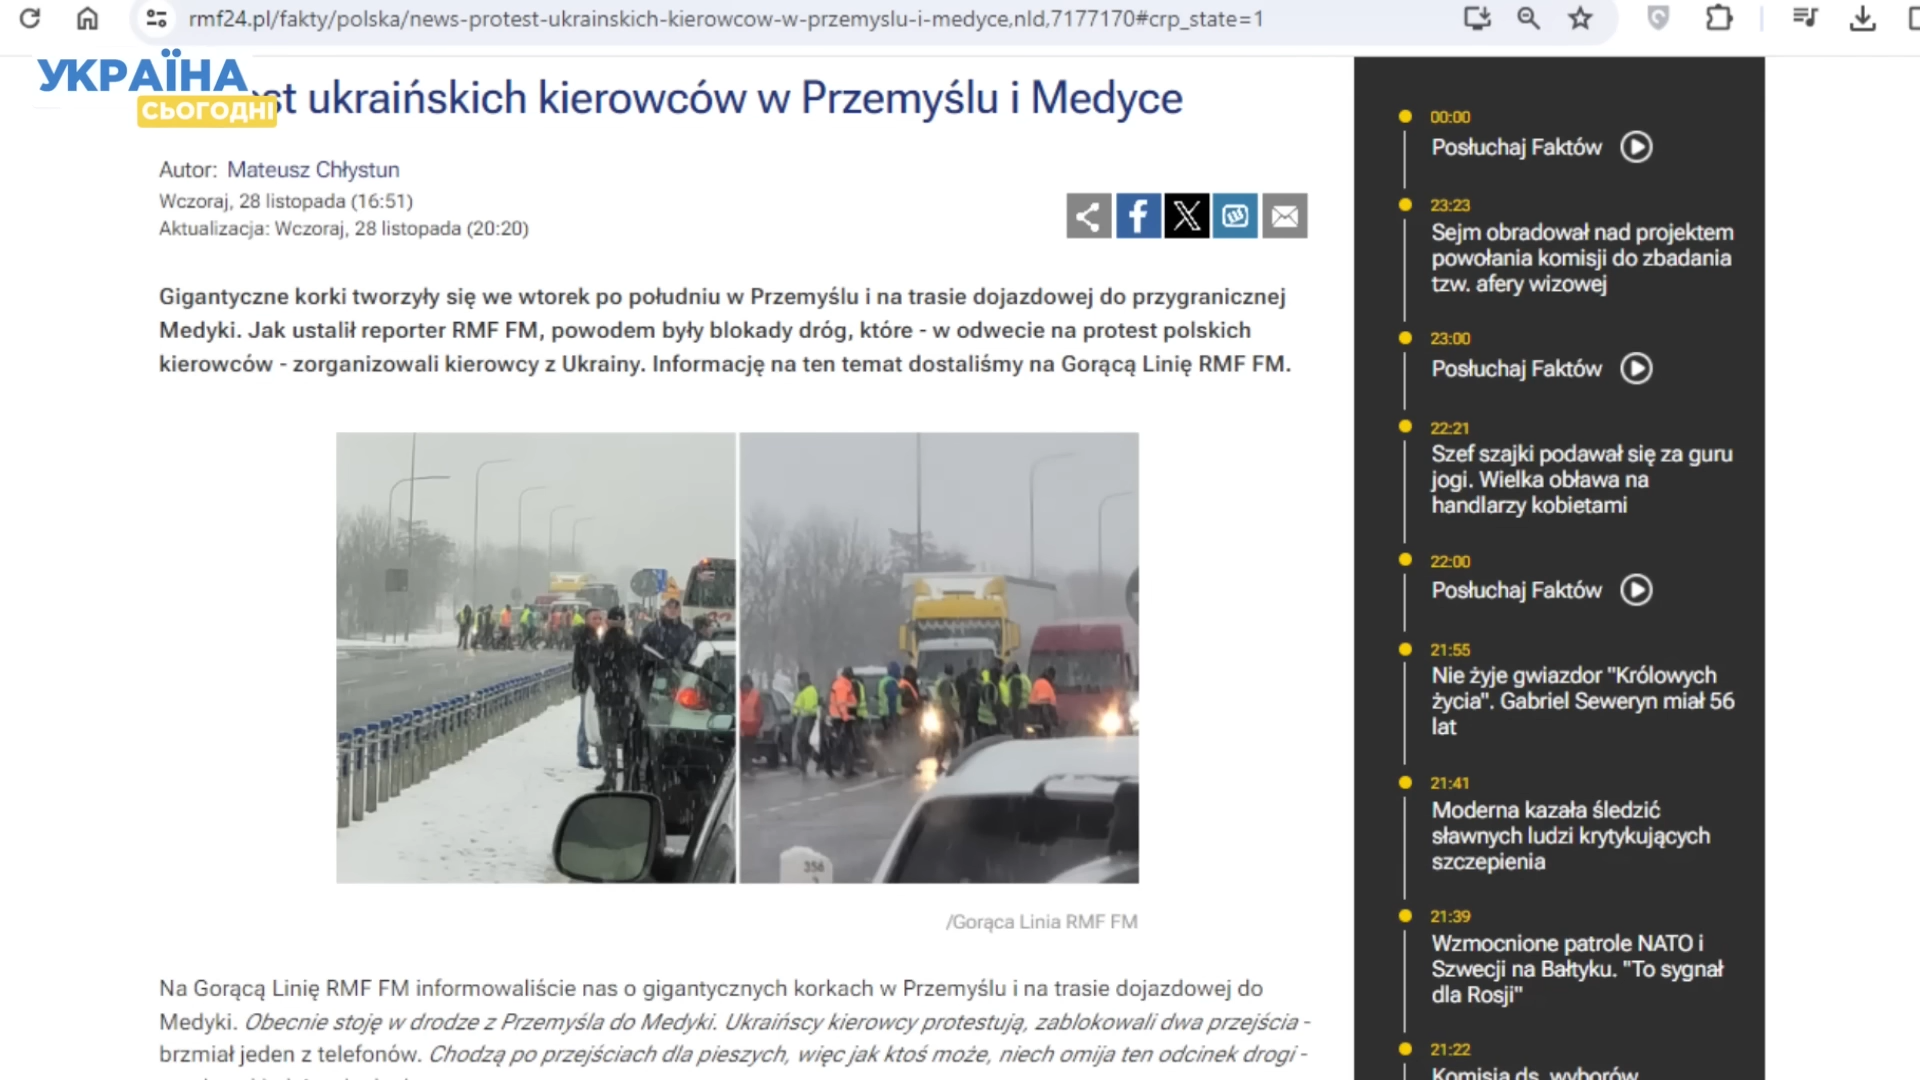 rmf24.pl/fakty/polska/news-protest-ukrainskich-kierowcow-w-przemyslu-i-medyce,nld,7177170#crp_state=1
УКРАЇНА
СЬОГОДНІ
ukraińskich kierowców w Przemyślu i Medyce
Autor: Mateusz Chłystun
Wczoraj, 28 listopada (16:51)
Aktualizacja: Wczoraj, 28 listopada (20:20)
Gigantyczne korki tworzyły się we wtorek po południu w Przemyślu i na trasie dojazdowej do przygranicznej
Medyki. Jak ustalił reporter RMF FM, powodem były blokady dróg, które - w odwecie na protest polskich
kierowców - zorganizowali kierowcy z Ukrainy. Informację na ten temat dostaliśmy na Gorącą Linię RMF FM.
356
/Gorąca Linia RMF FM
Na Gorącą Linię RMF FM informowaliście nas o gigantycznych korkach w Przemyślu i na trasie dojazdowej do
Medyki. Obecnie stoję w drodze z Przemyśla do Medyki. Ukraińscy kierowcy protestują, zablokowali dwa przejścia -
brzmiał jeden z telefonów. Chodzą po przejściach dla pieszych, więc jak ktoś może, niech omija ten odcinek drogi -
00:00
Posłuchaj Faktów
23:23
Sejm obradował nad projektem
powołania komisji do zbadania
tzw. afery wizowej
23:00
Posłuchaj Faktów
22:21
Szef szajki podawał się za guru
jogi. Wielka obława na
handlarzy kobietami
22:00
Posłuchaj Faktów
21:55
Nie żyje gwiazdor "Królowych
życia". Gabriel Seweryn miał 56
lat
21:41
Moderna kazała śledzić
sławnych ludzi krytykujących
szczepienia
21:39
Wzmocnione patrole NATO i
Szwecji na Bałtyku. "To sygnał
dla Rosji"
21:22
Komisja ds. wyborów